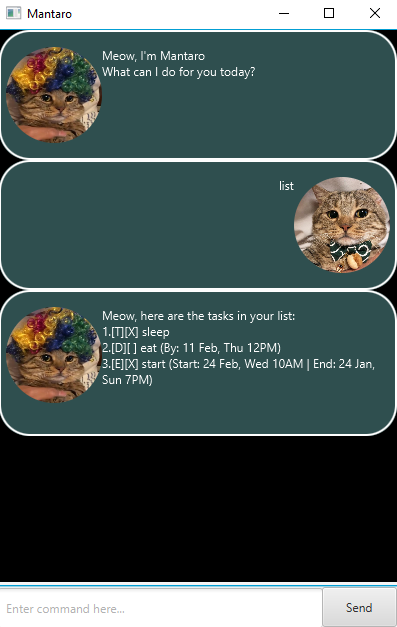 Mantaro
Meow, I'm Mantaro
What can I do for you today?
list
Meow, here are the tasks in your list:
1.[T][X] sleep
2.[D][ ] eat (By: 11 Feb, Thu 12PM)
3.[E][X] start (Start: 24 Feb, Wed 10AM | End: 24 Jan,
Sun 7PM)
Enter command here...
Send